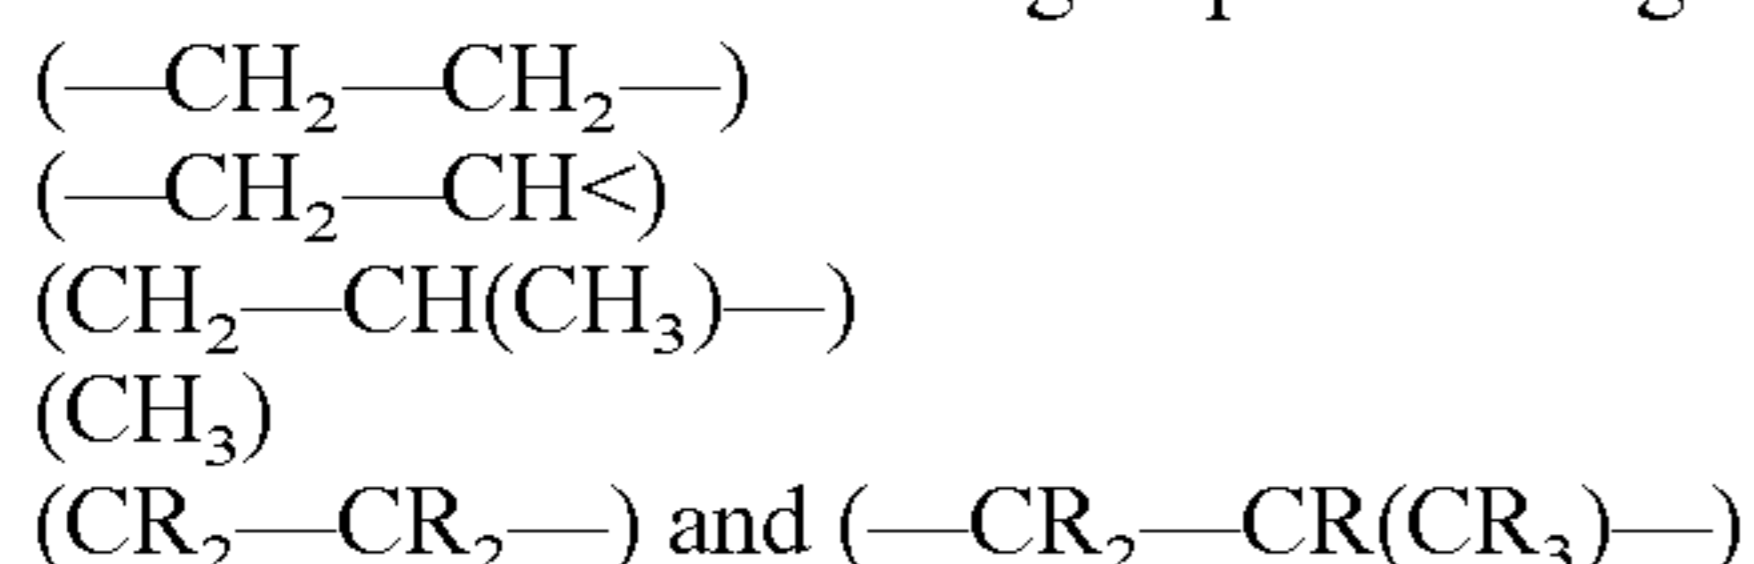 (—CH₂—CH₂—)
(—CH₂—CH<)
(CH₂—CH(CH₃)—)
(CH₃)
(CR₂—CR₂—) and (—CR₂—CR(CR₃)—)